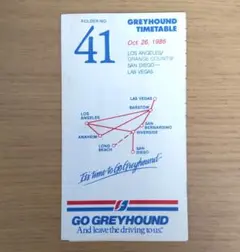 FOLDER NO.
41
GREYHOUND
TIMETABLE
Oct 26, 1986
LOS ANGELES/
ORANGE COUNTY/
SAN DIEGO—
LAS VEGAS
LAS VEGAS
BARSTOW
LOS
ANGELES
SAN
BERNARDINO
RIVERSIDE
ANAHEIM
LONG
BEACH
SAN
DIEGO
It's time to Go Greyhound
GO GREYHOUND
And leave the driving to us.